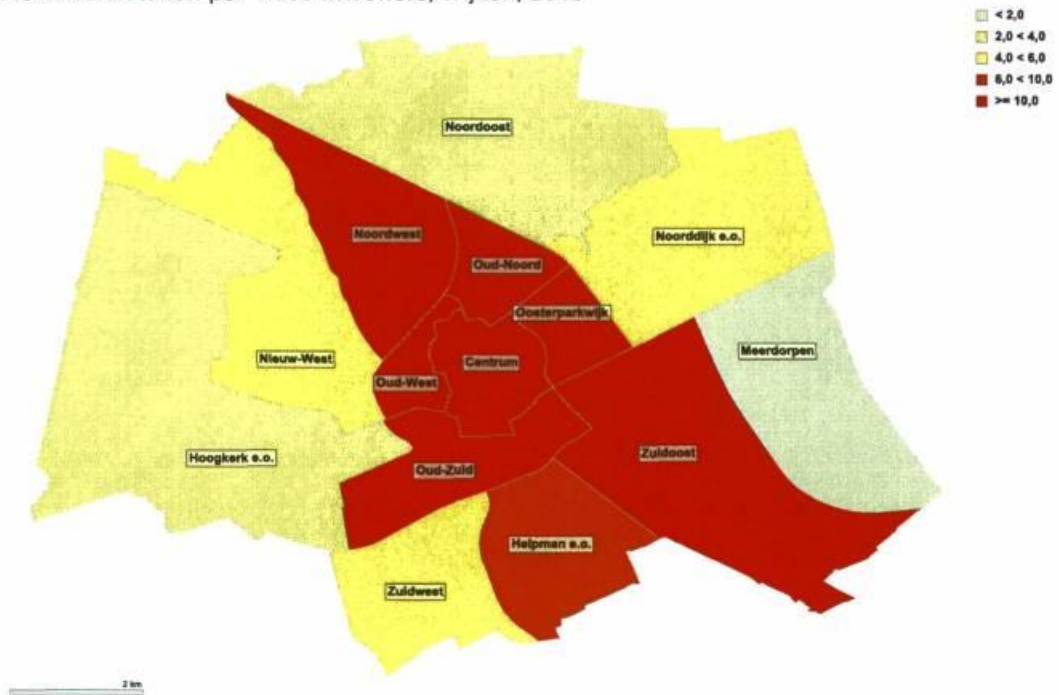 < 2,0
2,0 < 4,0
4,0 < 6,0
6,0 < 10,0
>= 10,0
Noordoost
Noordwest
Noorddijk e.o.
Oud-Noord
Oosterparkwijk
Meerdorpen
Nieuw-West
Centrum
Oud-West
Hoogkerk e.o.
Oud-Zuid
Zuidoost
Helpman e.o.
Zuidwest
2 km